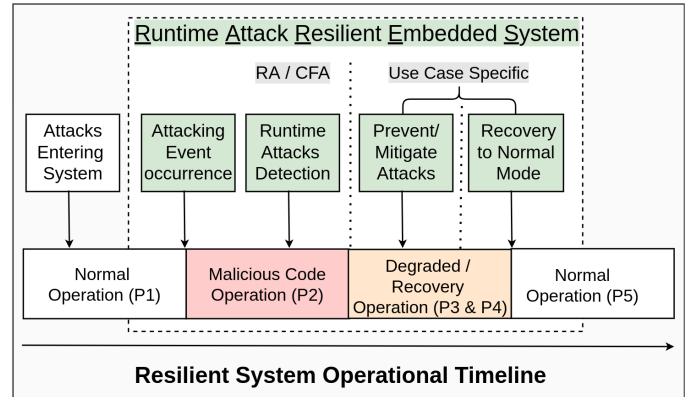 Runtime Attack Resilient Embedded System
RA / CFA
Use Case Specific
Attacks
Entering
System
Attacking
Event
occurrence
Runtime
Attacks
Detection
Prevent/
Mitigate
Attacks
Recovery
to Normal
Mode
Normal
Operation (P1)
Malicious Code
Operation (P2)
Degraded /
Recovery
Operation (P3 & P4)
Normal
Operation (P5)
Resilient System Operational Timeline